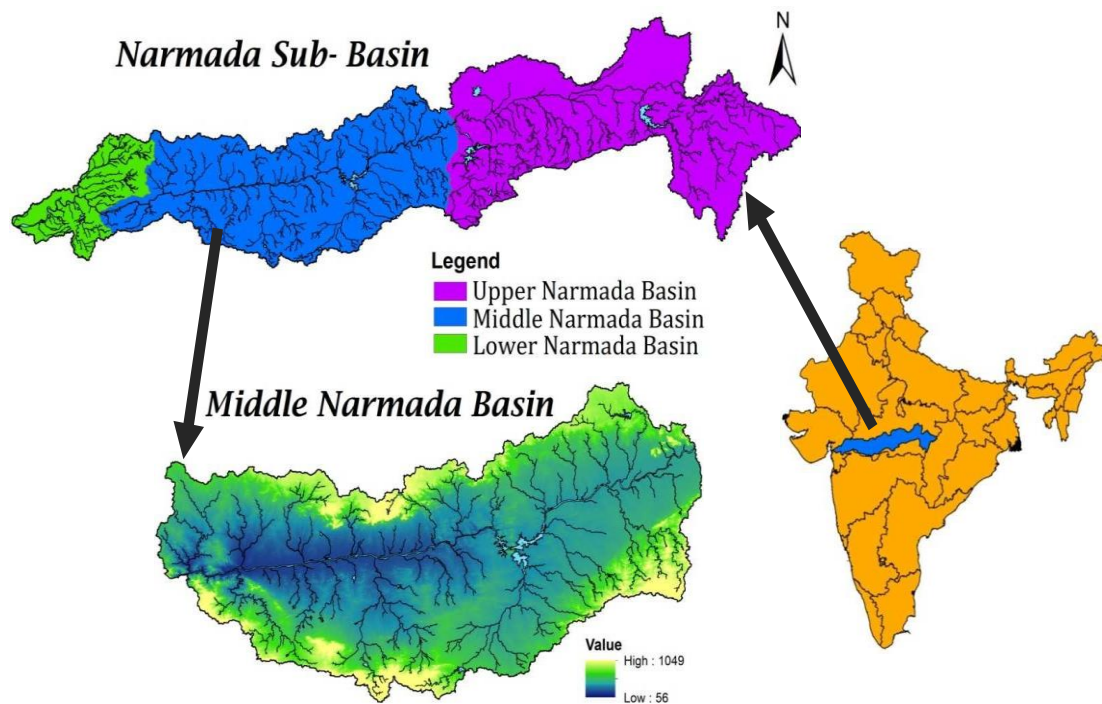 Narmada Sub- Basin
N
Legend
Upper Narmada Basin
Middle Narmada Basin
Lower Narmada Basin
Middle Narmada Basin
Value
High : 1049
Low : 56